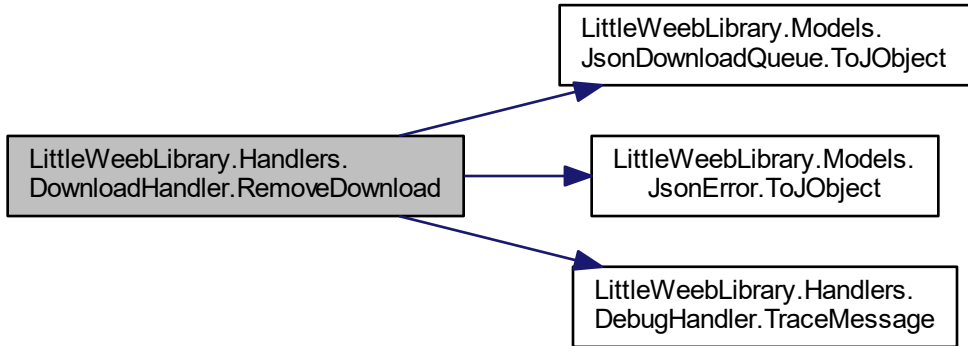 LittleWeebLibrary.Models.
JsonDownloadQueue.ToJObject
LittleWeebLibrary.Handlers.
DownloadHandler.RemoveDownload
LittleWeebLibrary.Models.
JsonError.ToJObject
LittleWeebLibrary.Handlers.
DebugHandler.TraceMessage